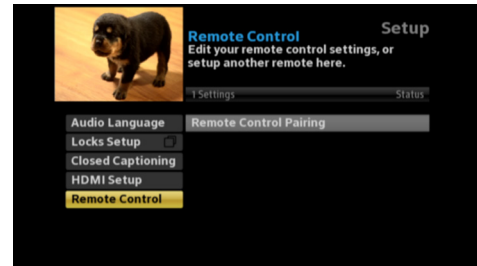 Setup
Remote Control
Edit your remote control settings, or
setup another remote here.
1 Settings Status
Audio Language
Remote Control Pairing
Locks Setup
Closed Captioning
HDMI Setup
Remote Control